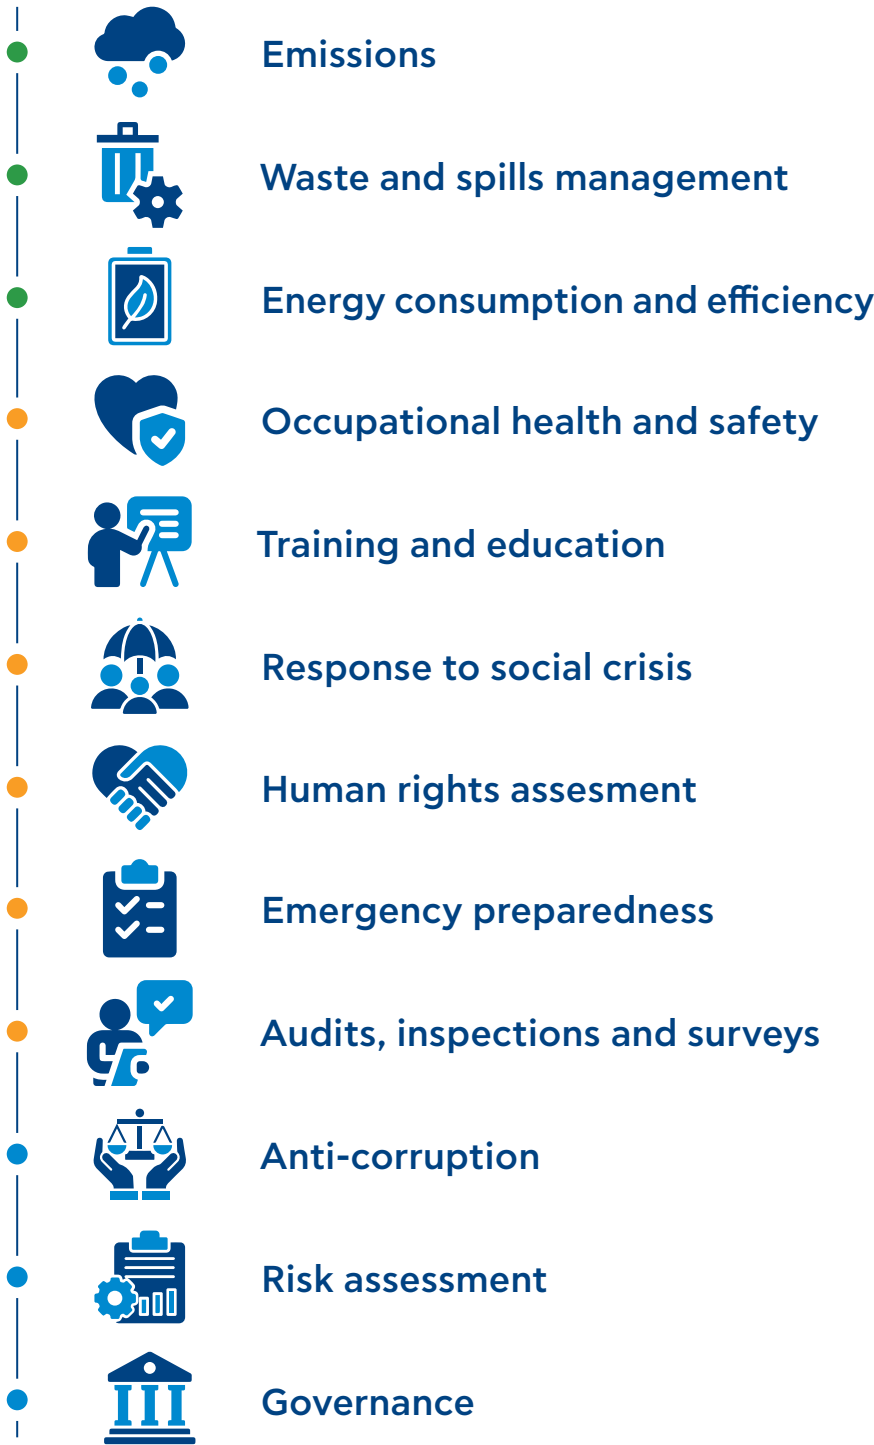 Emissions
Waste and spills management
Energy consumption and efficiency
Occupational health and safety
Training and education
Response to social crisis
Human rights assesment
Emergency preparedness
Audits, inspections and surveys
Anti-corruption
Risk assessment
Governance